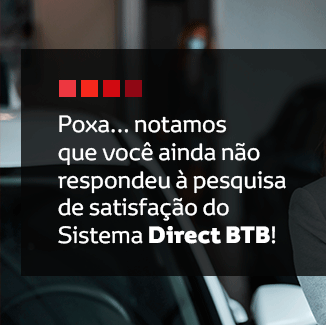 Poxa... notamos
que você ainda não
respondeu à pesquisa
de satisfação do
Sistema Direct BTB!